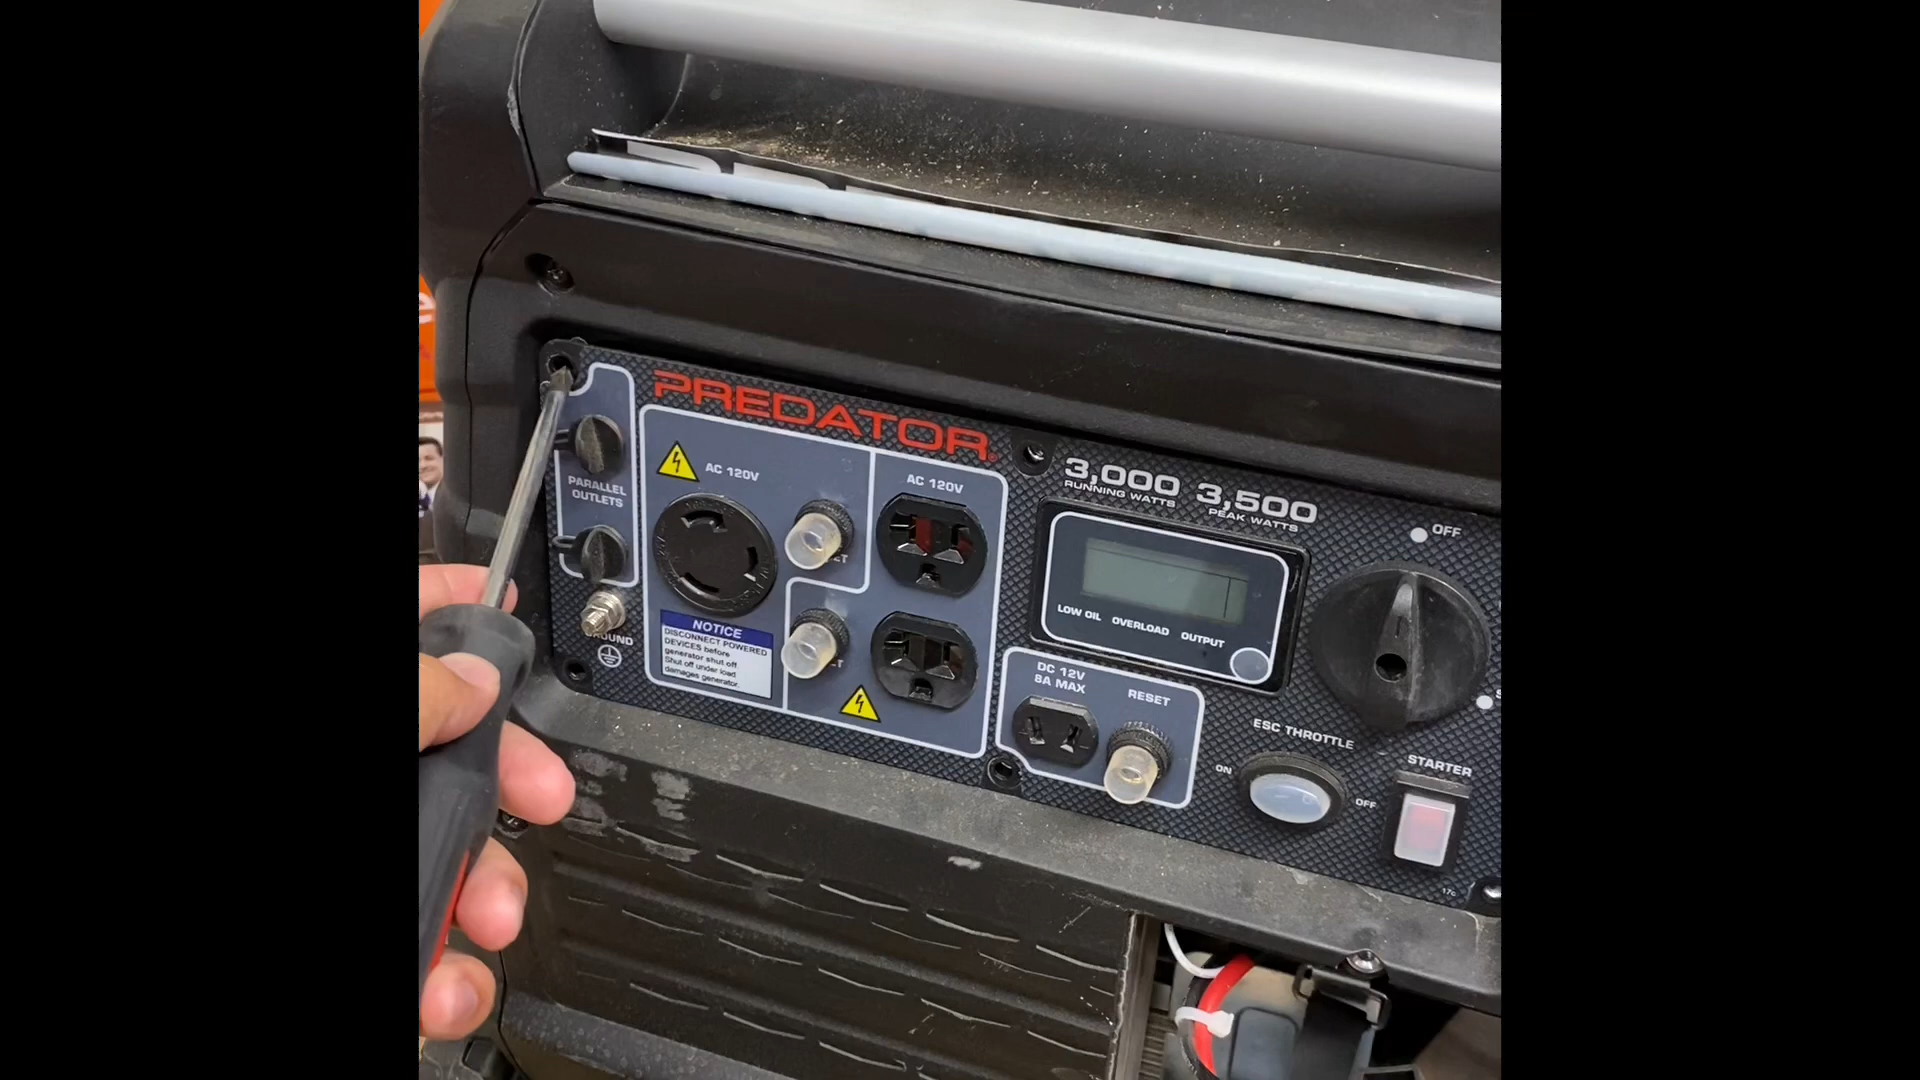 PREDATOR
3,000
RUNNING WATTS
3,500
PEAK WATTS
OFF
AC 120V
AC 120V
PARALLEL
OUTLETS
LOW OIL
OVERLOAD
OUTPUT
NOTICE
DISCONNECT POWERED
DEVICES before
generator shut off.
Shut off under load
damages generator.
GROUND
DC 12V
8A MAX
RESET
ESC THROTTLE
ON
OFF
STARTER
17c